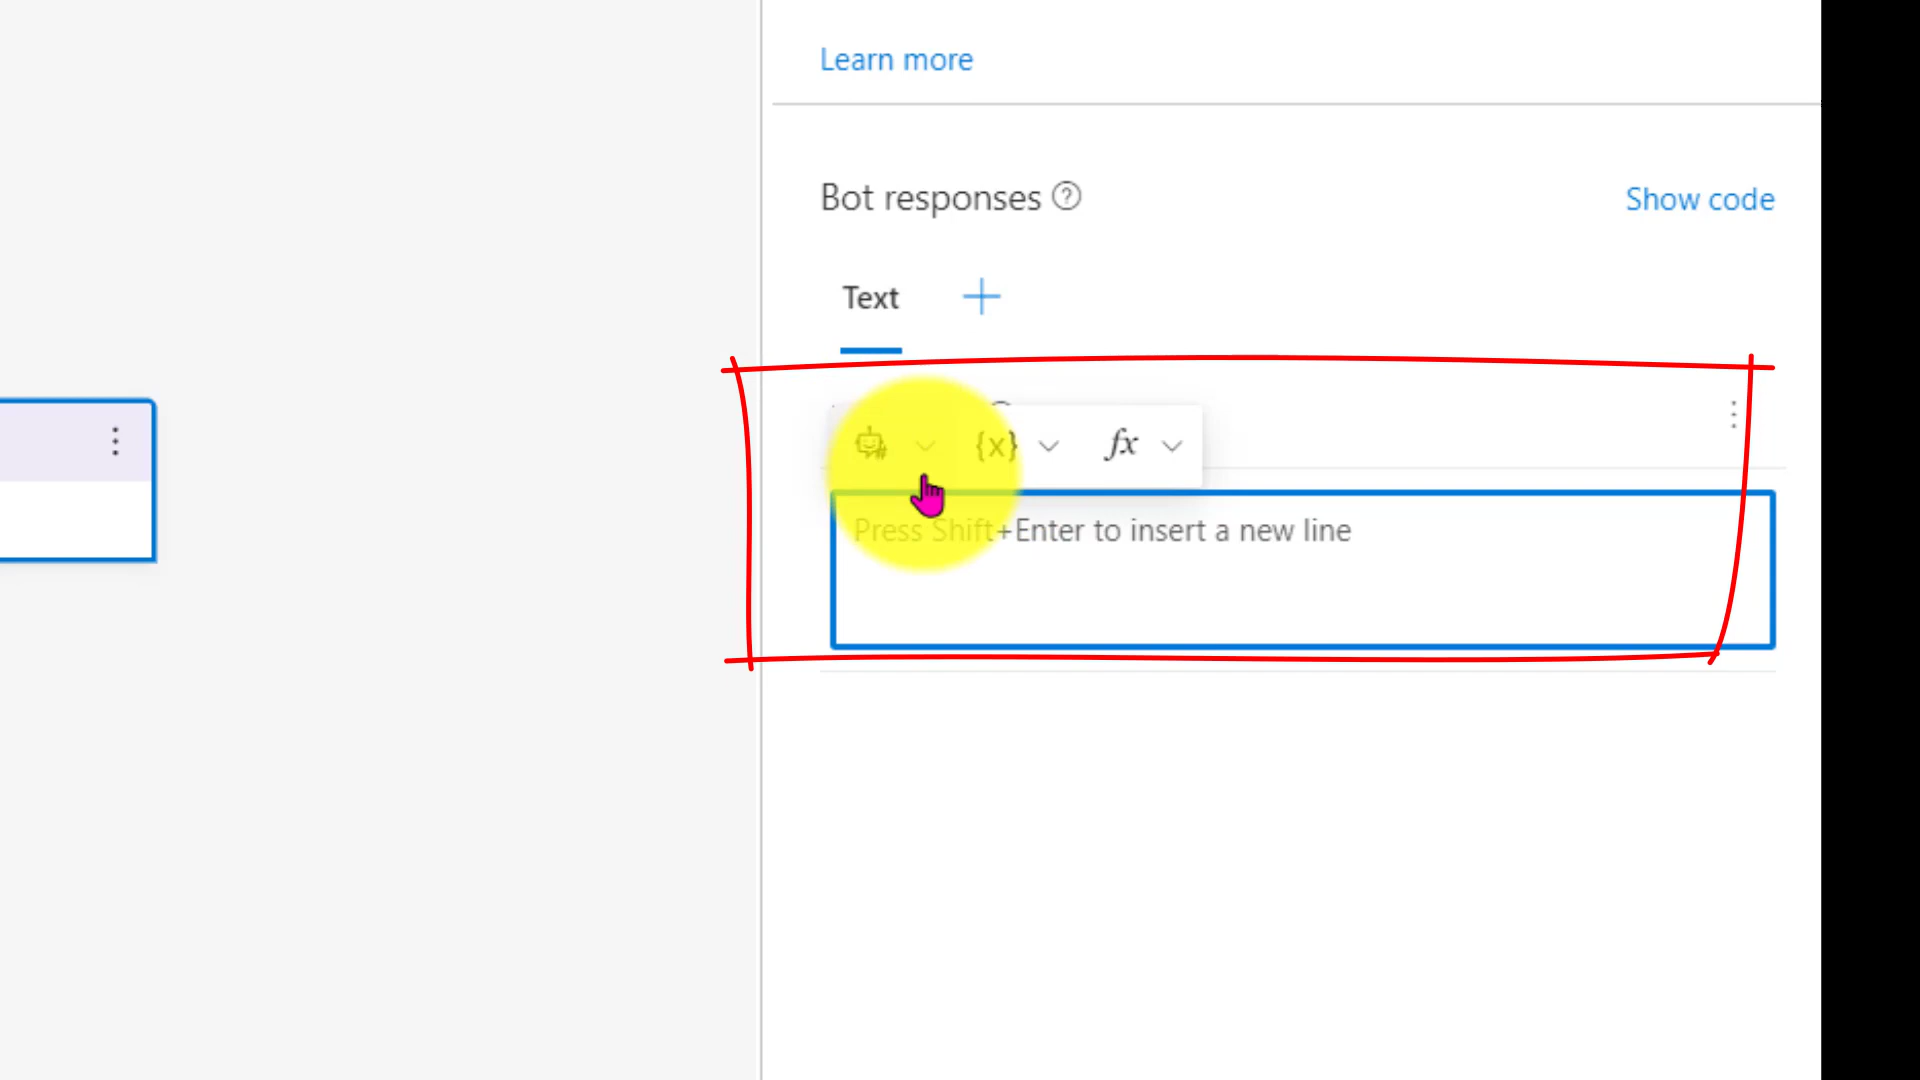 Learn more
Bot responses ?
Show code
Text
{x} fx
Press Shift+Enter to insert a new line